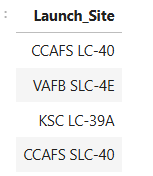 :
Launch_Site
CCAFS LC-40
VAFB SLC-4E
KSC LC-39A
CCAFS SLC-40